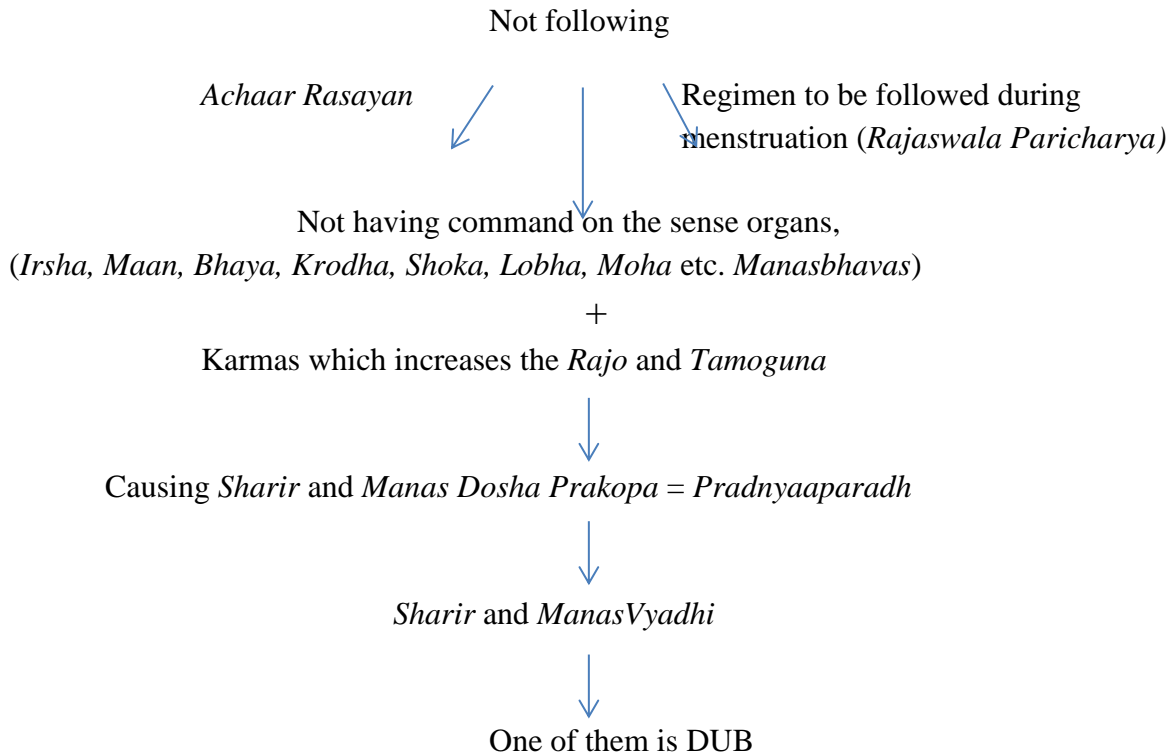 Not following
Achaar Rasayan
Regimen to be followed during
menstruation (Rajaswala Paricharya)
Not having command on the sense organs,
(Irsha, Maan, Bhaya, Krodha, Shoka, Lobha, Moha etc. Manasbhavas)
+
Karmas which increases the Rajo and Tamoguna
Causing Sharir and Manas Dosha Prakopa = Pradnyaaparadh
Sharir and ManasVyadhi
One of them is DUB